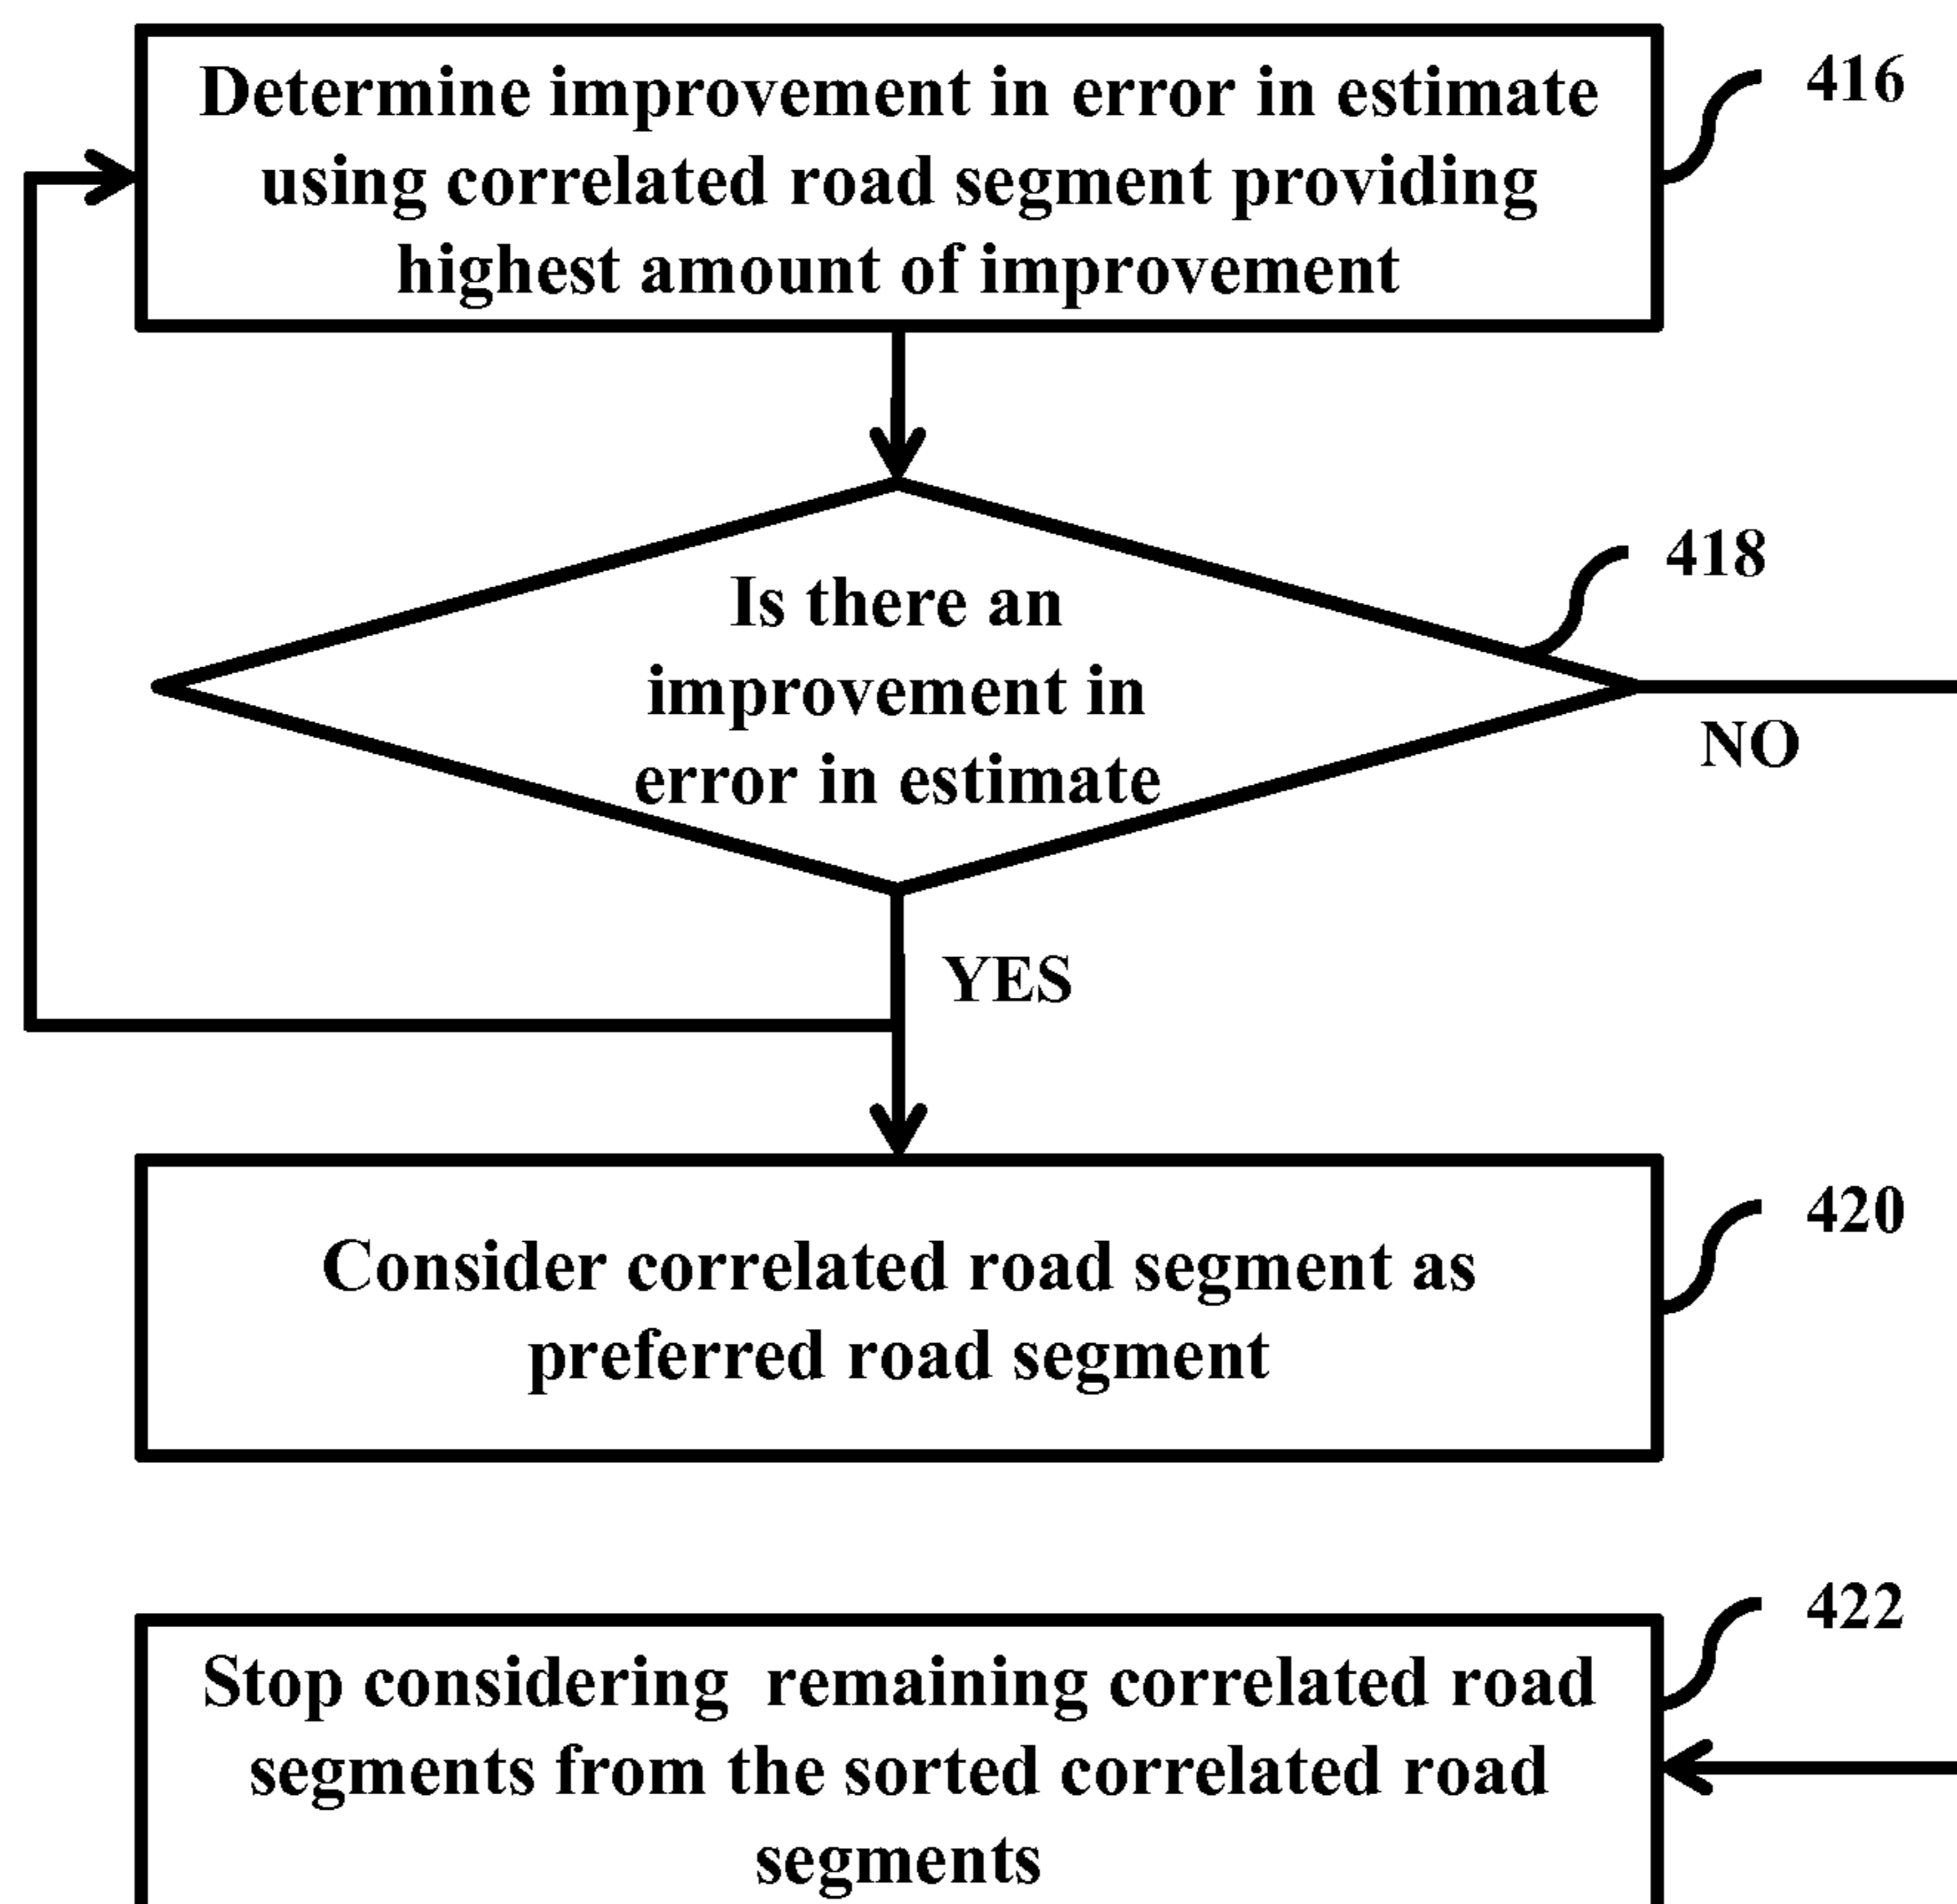 Determine improvement in error in estimate
using correlated road segment providing
highest amount of improvement
416
Is there an
improvement in
error in estimate
418
NO
YES
Consider correlated road segment as
preferred road segment
420
Stop considering remaining correlated road
segments from the sorted correlated road
segments
422